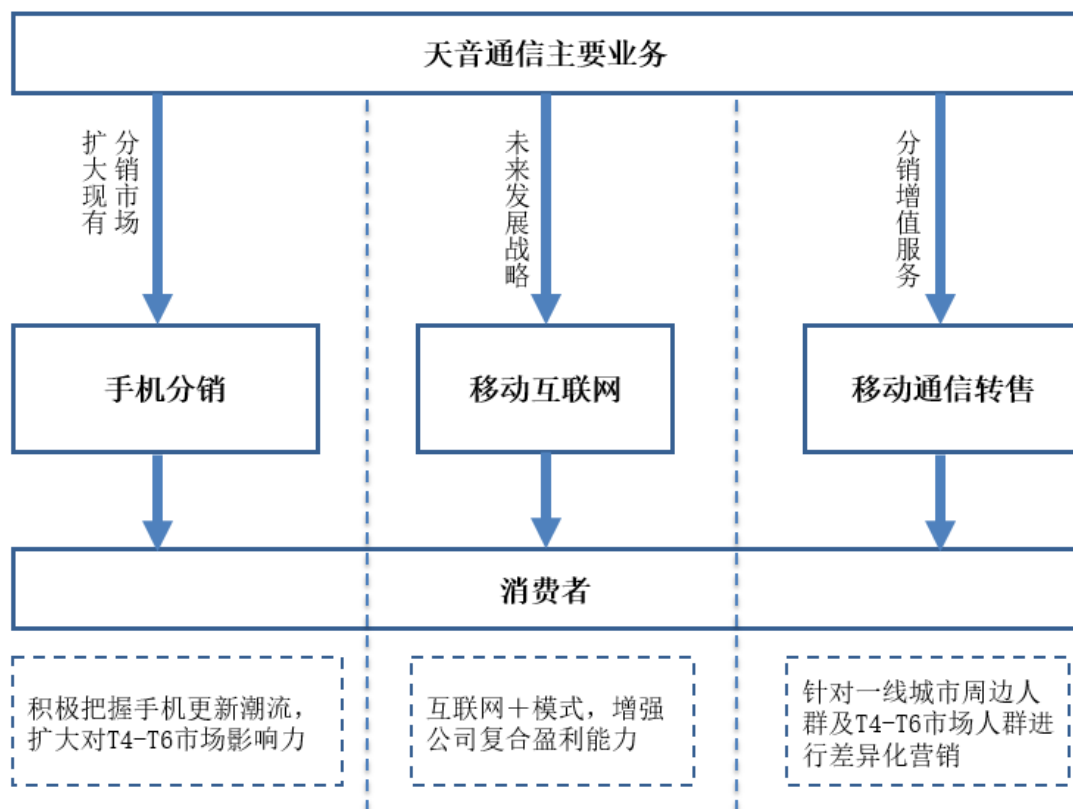 天音通信主要业务
扩大现有
分销市场
未来发展战略
分销增值服务
手机分销
移动互联网
移动通信转售
消费者
积极把握手机更新潮流，
扩大对T4-T6市场影响力
互联网＋模式，增强
公司复合盈利能力
针对一线城市周边人
群及T4-T6市场人群进
行差异化营销